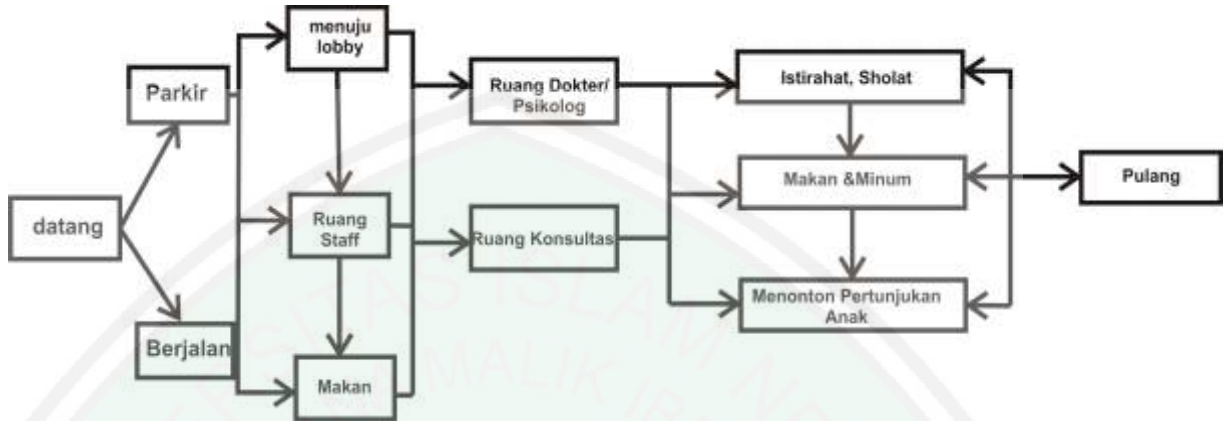 datang
Parkir
Berjalan
menuju
lobby
Ruang
Staff
Makan
Ruang Dokter/
Psikolog
Ruang Konsultas
Istirahat, Sholat
Makan &Minum
Menonton Pertunjukan
Anak
Pulang